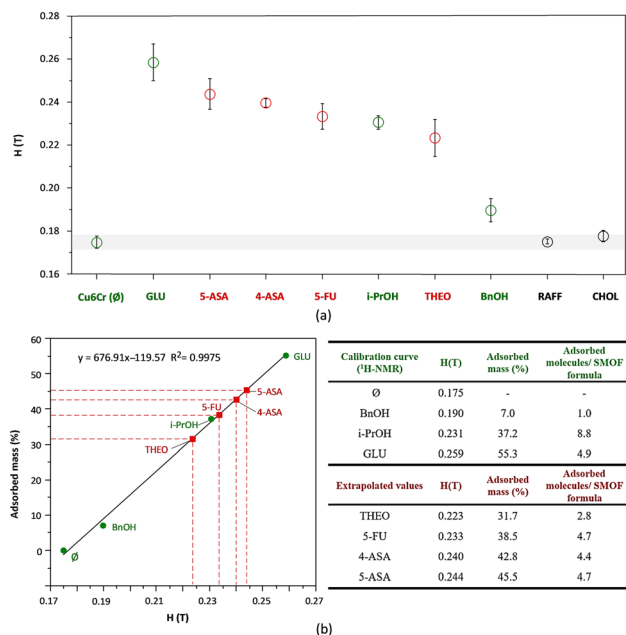 0.28
0.26
0.24
0.22
0.20
0.18
0.16
H (T)
Cu6Cr (Ø) GLU 5-ASA 4-ASA 5-FU i-PrOH THEO BnOH RAFF CHOL
(a)
60
50
40
30
20
10
0
Adsorbed mass (%)
y = 676.91x–119.57 R²= 0.9975
GLU
5-ASA
5-FU
4-ASA
i-PrOH
THEO
BnOH
Ø
0.17 0.19 0.21 0.23 0.25 0.27
H (T)
Calibration curve (¹H-NMR) H(T) Adsorbed mass (%) Adsorbed molecules/ SMOF formula
Ø 0.175 - -
BnOH 0.190 7.0 1.0
i-PrOH 0.231 37.2 8.8
GLU 0.259 55.3 4.9
Extrapolated values H(T) Adsorbed mass (%) Adsorbed molecules/ SMOF formula
THEO 0.223 31.7 2.8
5-FU 0.233 38.5 4.7
4-ASA 0.240 42.8 4.4
5-ASA 0.244 45.5 4.7
(b)